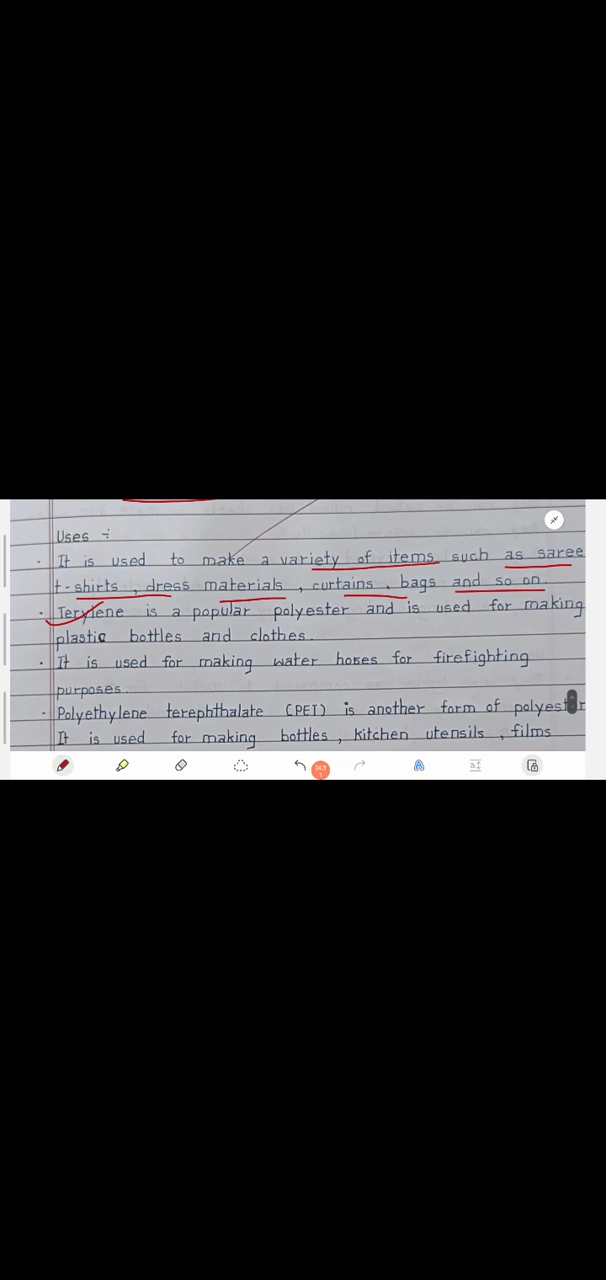 Uses ÷
· It is used to make a variety of items such as saree
t-shirts, dress materials, curtains, bags and so on.
· Terylene is a popular polyester and is used for making
plastic bottles and clothes.
· It is used for making water hoses for firefighting
purposes.
· Polyethylene terephthalate (PET) is another form of polyester
It is used for making bottles, kitchen utensils, films